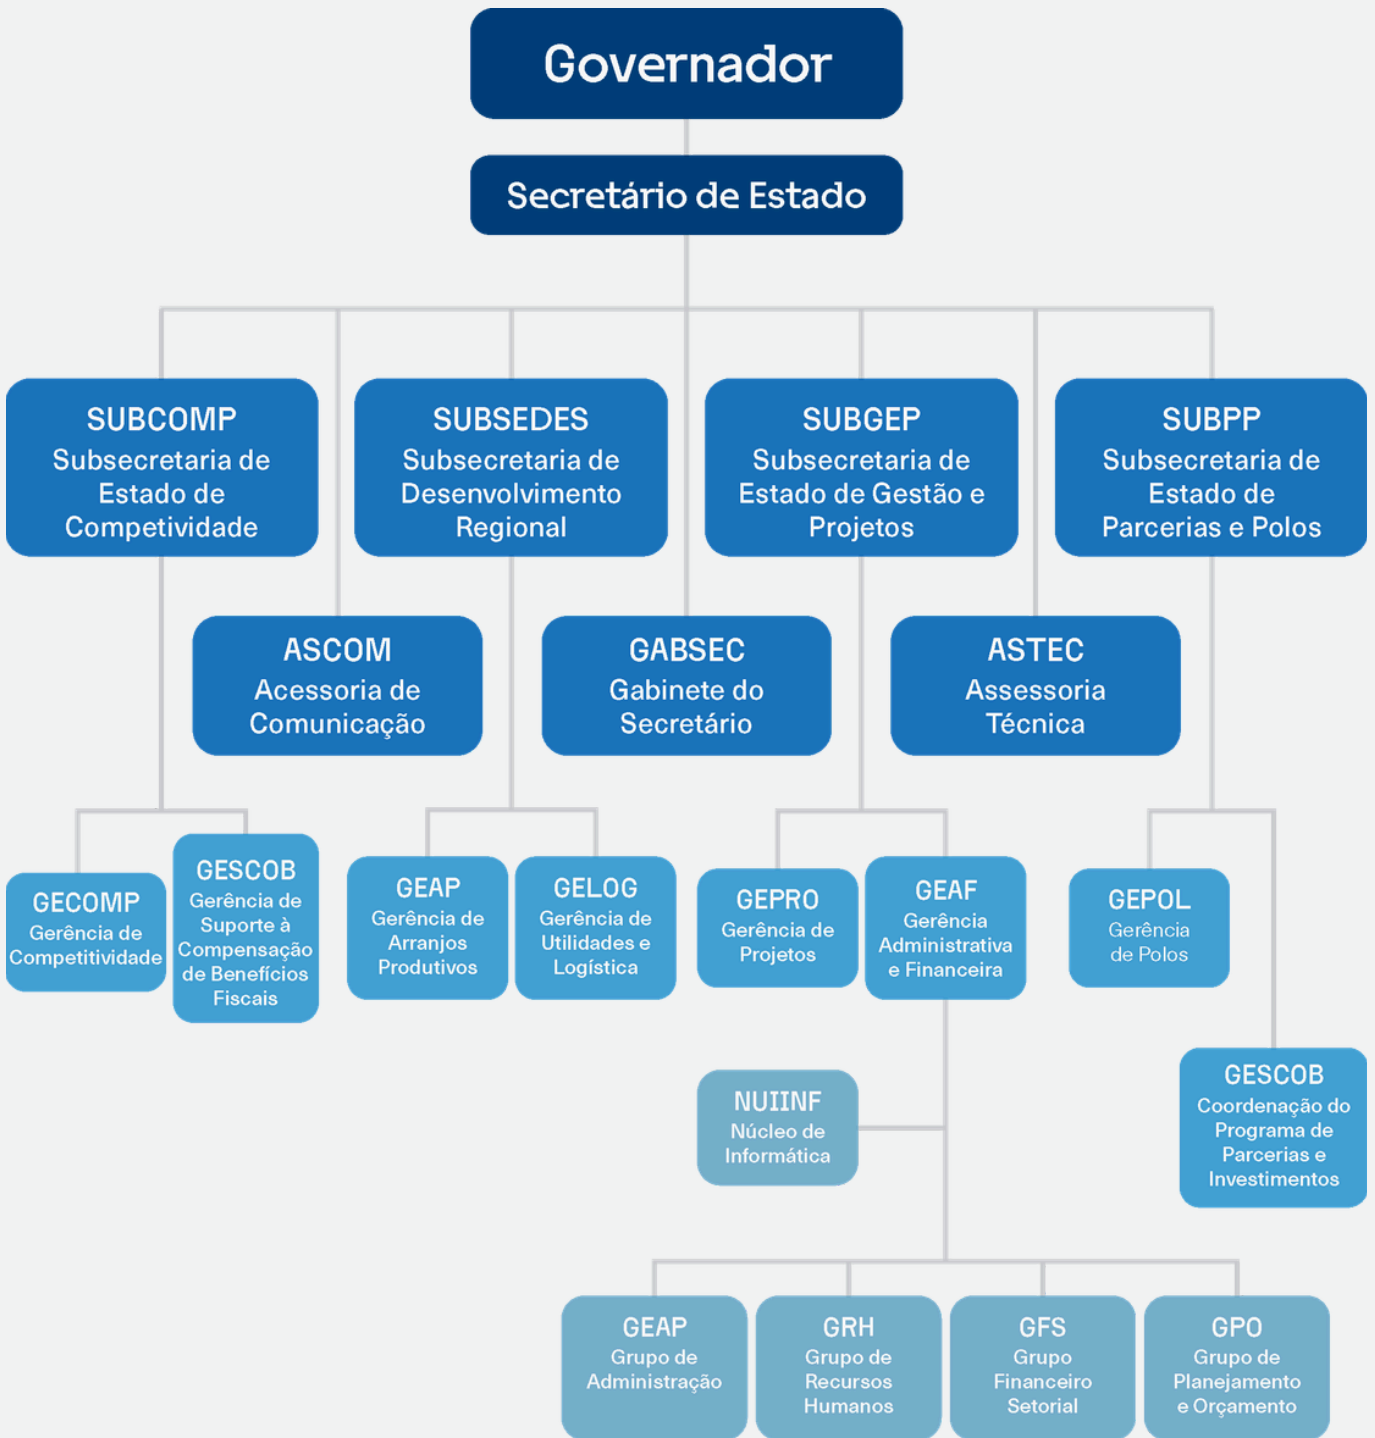 Governador
Secretário de Estado
SUBCOMP
Subsecretaria de
Estado de
Competividade
SUBSEDES
Subsecretaria de
Desenvolvimento
Regional
SUBGEP
Subsecretaria de
Estado de Gestão e
Projetos
SUBPP
Subsecretaria de
Estado de
Parcerias e Polos
ASCOM
Acessoria de
Comunicação
GABSEC
Gabinete do
Secretário
ASTEC
Assessoria
Técnica
GECOMP
Gerência de
Competitividade
GESCOB
Gerência de
Suporte à
Compensação
de Benefícios
Fiscais
GEAP
Gerência de
Arranjos
Produtivos
GELOG
Gerência de
Utilidades e
Logística
GEPRO
Gerência de
Projetos
GEAF
Gerência
Administrativa
e Financeira
GEPOL
Gerência
de Polos
GESCOB
Coordenação do
Programa de
Parcerias e
Investimentos
NUIINF
Núcleo de
Informática
GEAP
Grupo de
Administração
GRH
Grupo de
Recursos
Humanos
GFS
Grupo
Financeiro
Setorial
GPO
Grupo de
Planejamento
e Orçamento